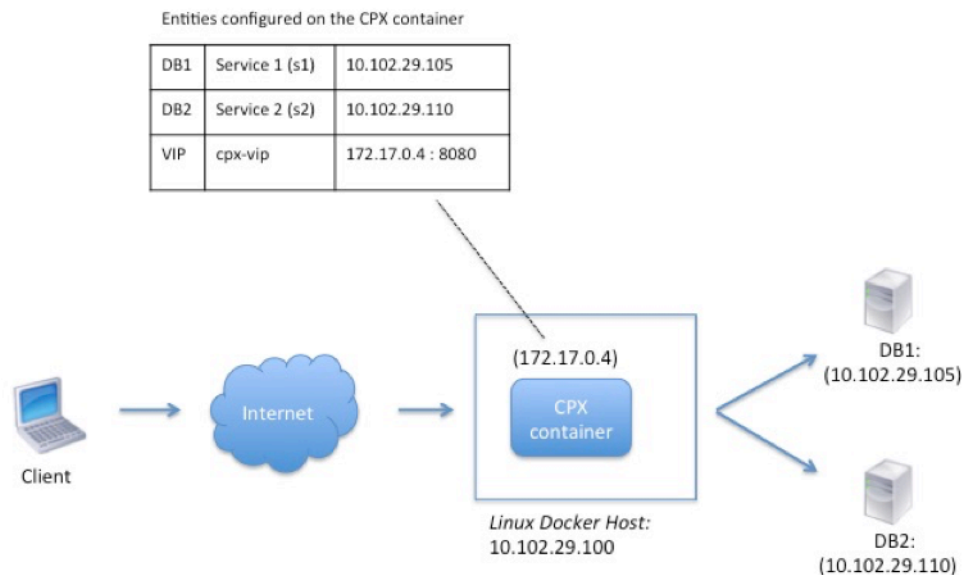 Entities configured on the CPX container
DB1 Service 1 (s1) 10.102.29.105
DB2 Service 2 (s2) 10.102.29.110
VIP cpx-vip 172.17.0.4 : 8080
(172.17.0.4)
CPX
container
Internet
Client
Linux Docker Host:
10.102.29.100
DB1:
(10.102.29.105)
DB2:
(10.102.29.110)